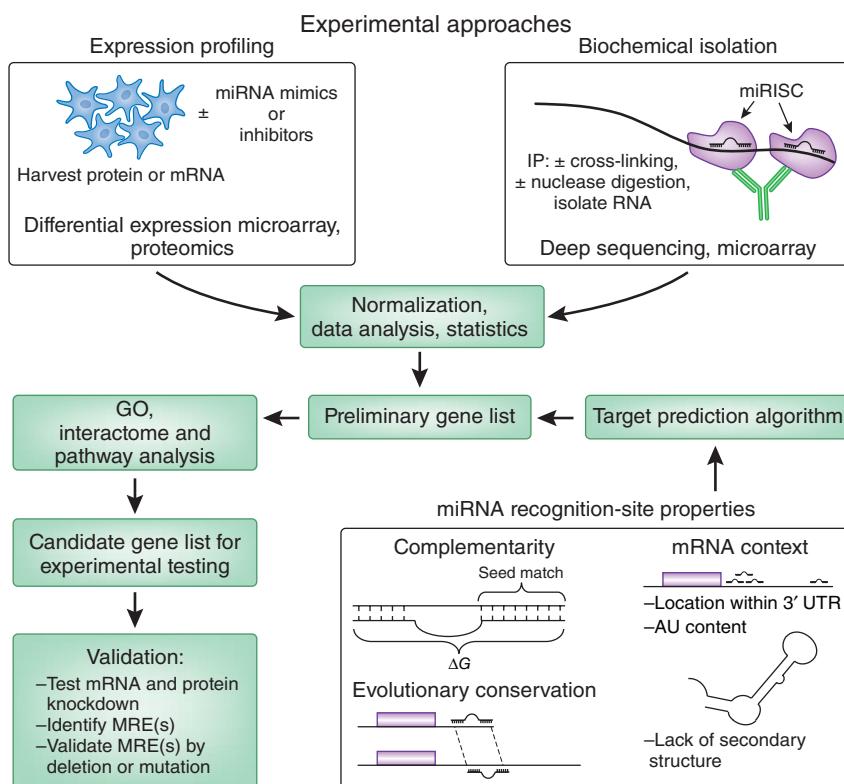 Experimental approaches
Expression profiling
±
miRNA mimics
or
inhibitors
Harvest protein or mRNA
Differential expression microarray,
proteomics
Biochemical isolation
miRISC
IP: ± cross-linking,
± nuclease digestion,
isolate RNA
Deep sequencing, microarray
Normalization,
data analysis, statistics
Preliminary gene list
Target prediction algorithm
GO,
interactome and
pathway analysis
Candidate gene list for
experimental testing
Validation:
–Test mRNA and protein
knockdown
–Identify MRE(s)
–Validate MRE(s) by
deletion or mutation
miRNA recognition-site properties
Complementarity
Seed match
ΔG
Evolutionary conservation
mRNA context
–Location within 3′ UTR
–AU content
–Lack of secondary
structure